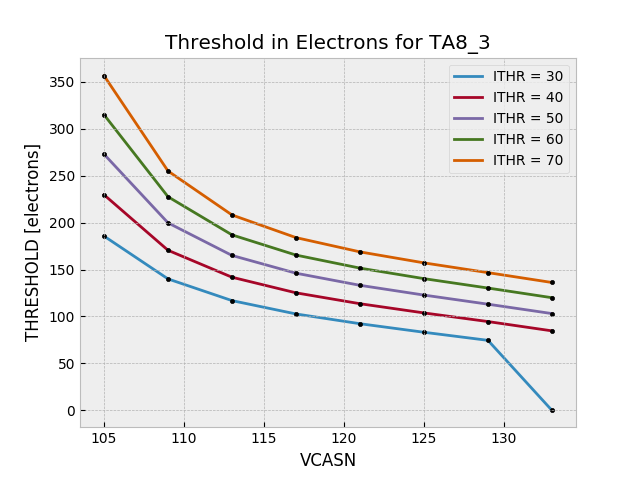 Threshold in Electrons for TA8_3
ITHR = 30
ITHR = 40
ITHR = 50
ITHR = 60
ITHR = 70
THRESHOLD [electrons]
350
300
250
200
150
100
50
0
105 110 115 120 125 130
VCASN